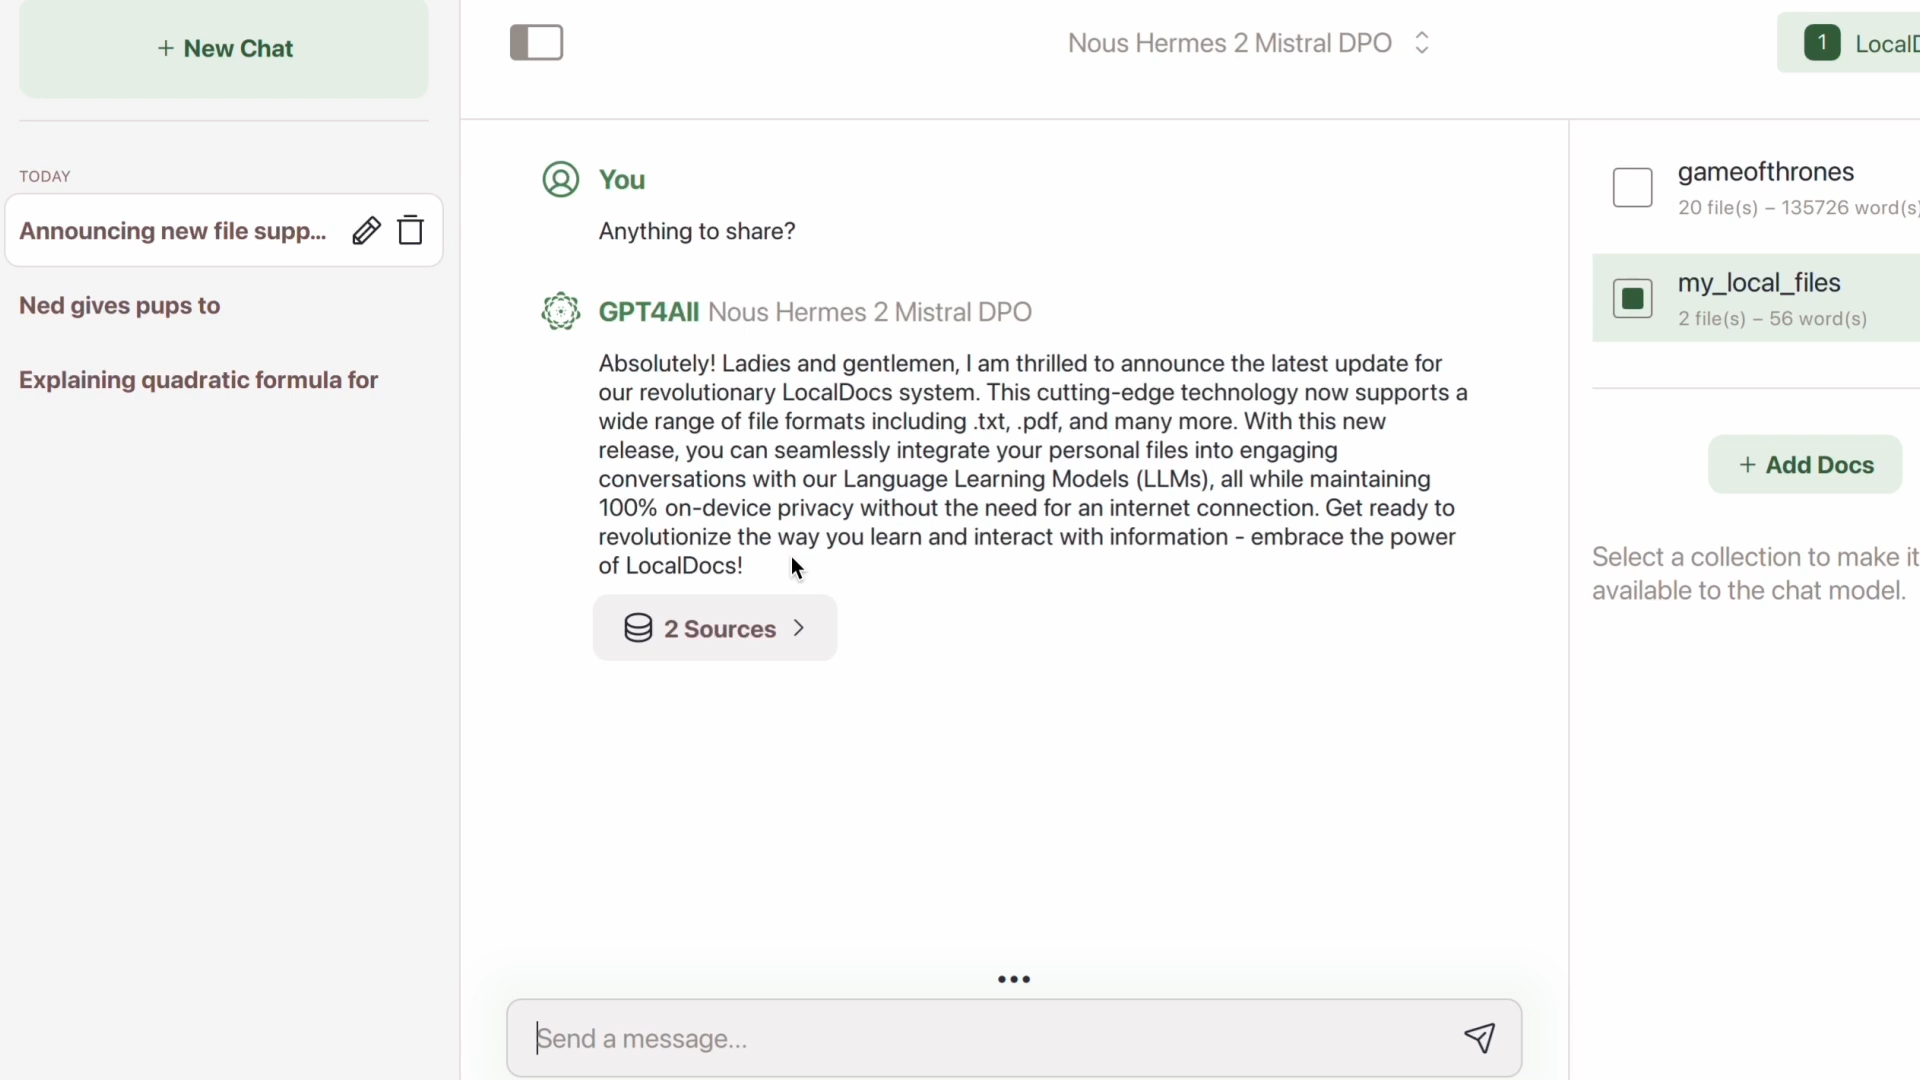 + New Chat
TODAY
Announcing new file supp...
Ned gives pups to
Explaining quadratic formula for
Nous Hermes 2 Mistral DPO
You
Anything to share?
GPT4All Nous Hermes 2 Mistral DPO
Absolutely! Ladies and gentlemen, I am thrilled to announce the latest update for
our revolutionary LocalDocs system. This cutting-edge technology now supports a
wide range of file formats including .txt, .pdf, and many more. With this new
release, you can seamlessly integrate your personal files into engaging
conversations with our Language Learning Models (LLMs), all while maintaining
100% on-device privacy without the need for an internet connection. Get ready to
revolutionize the way you learn and interact with information - embrace the power
of LocalDocs!
2 Sources
Send a message...
1 LocalD
gameofthrones
20 file(s) – 135726 word(s)
my_local_files
2 file(s) – 56 word(s)
+ Add Docs
Select a collection to make it
available to the chat model.